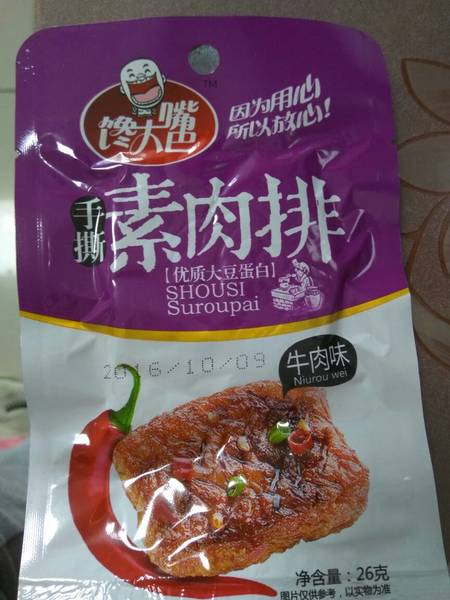 TM
馋大嘴
因为用心
所以放心!
手撕
素肉排
【优质大豆蛋白】
SHOUSI
Suroupai
2016/10/09
牛肉味
Niurou wei
净含量:26克
图片仅供参考，以实物为准